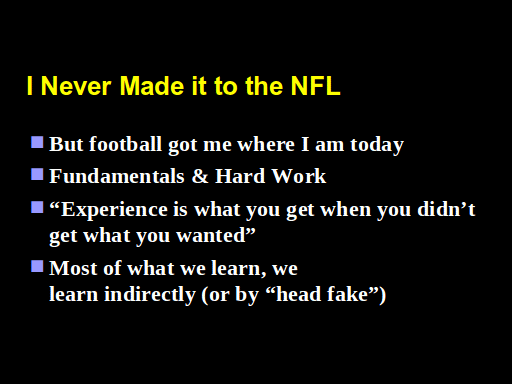 I Never Made it to the NFL
But football got me where I am today
Fundamentals & Hard Work
“Experience is what you get when you didn’t
get what you wanted”
Most of what we learn, we
learn indirectly (or by “head fake”)